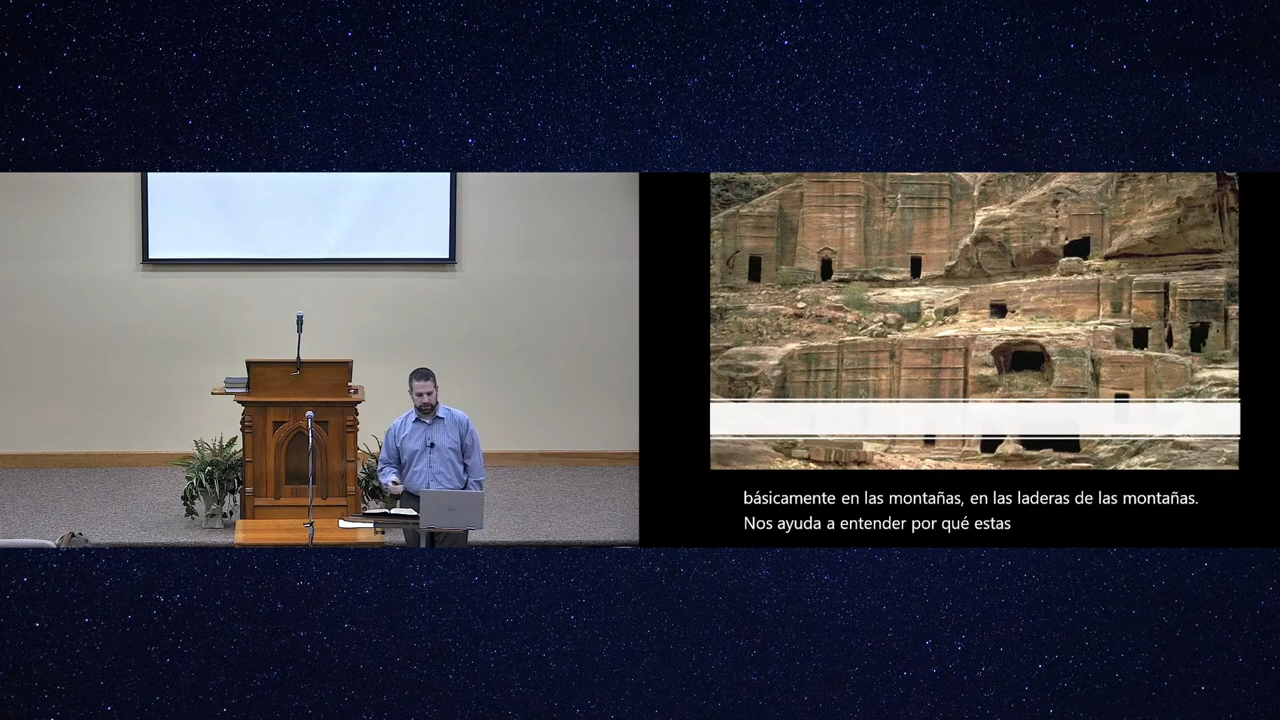 básicamente en las montañas, en las laderas de las montañas.
Nos ayuda a entender por qué estas